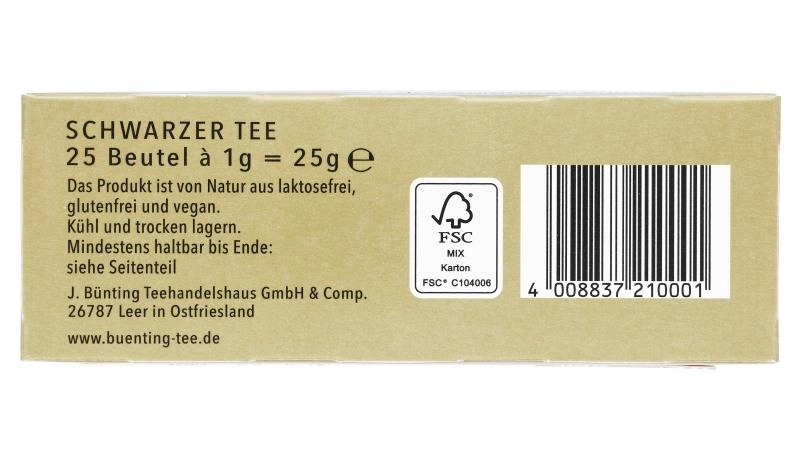 SCHWARZER TEE
25 Beutel à 1g = 25g ℮
Das Produkt ist von Natur aus laktosefrei,
glutenfrei und vegan.
Kühl und trocken lagern.
Mindestens haltbar bis Ende:
siehe Seitenteil
J. Bünting Teehandelshaus GmbH & Comp.
26787 Leer in Ostfriesland
www.buenting-tee.de
FSC
MIX
Karton
FSC® C104006
4 008837 210001